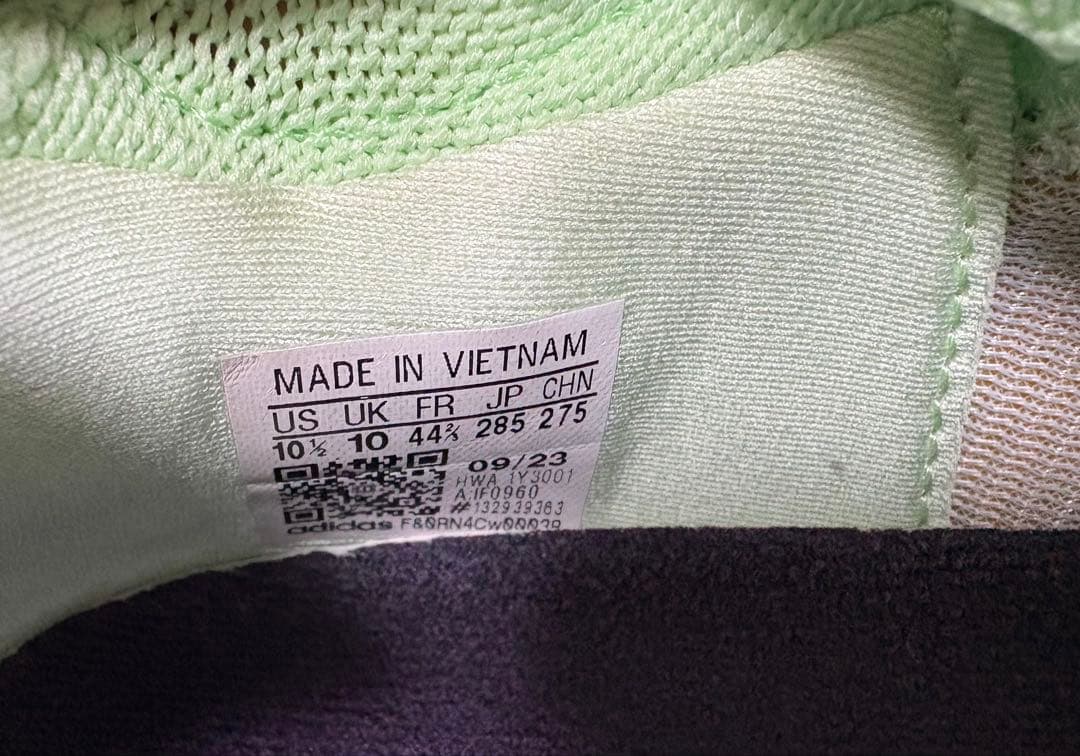 MADE IN VIETNAM
US UK FR JP CHN
10½ 10 44⅔ 285 275
09/23
HWA 1Y3001
A.IF0960
#132939383
adidas